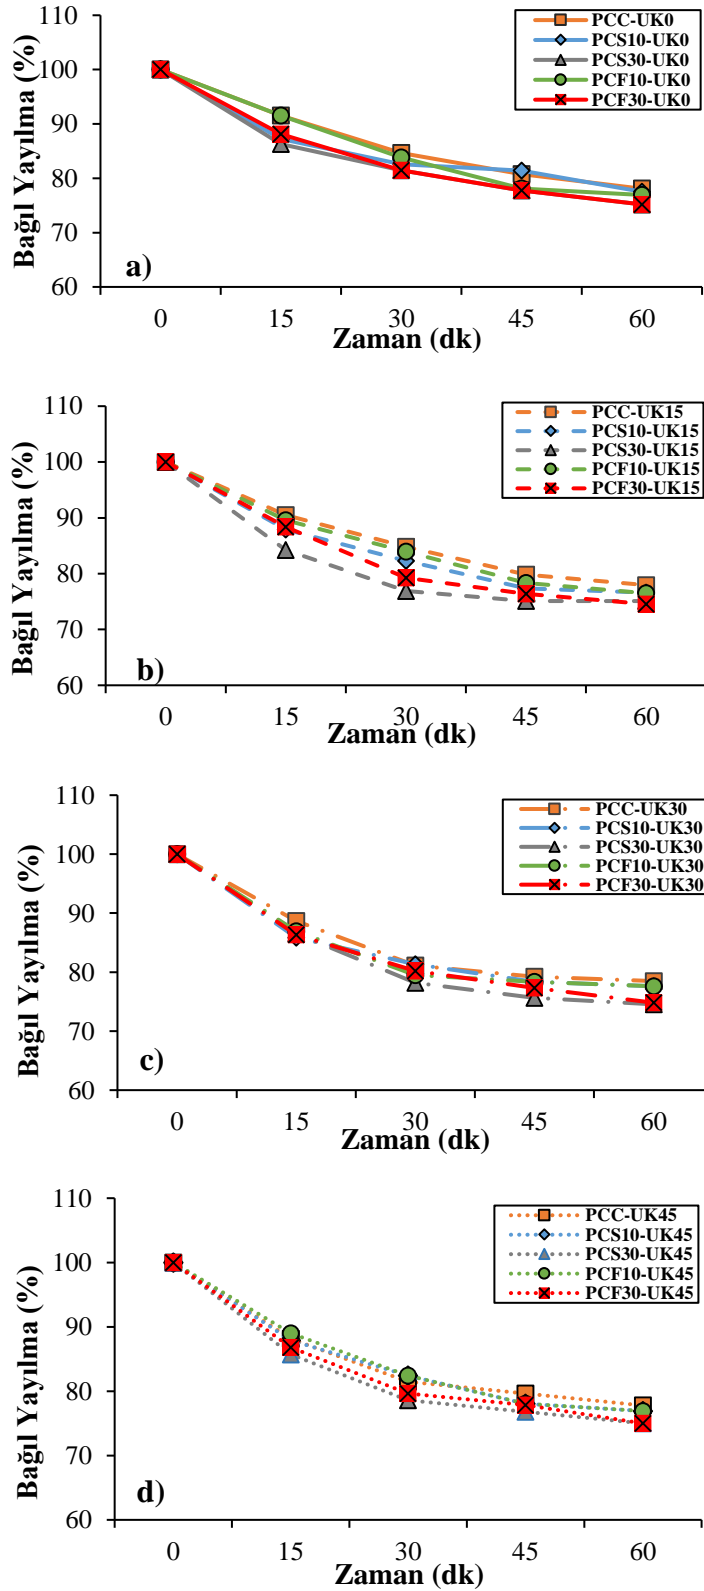 110
100
90
80
70
60
Bağıl Yayılma (%)
PCC-UK0
PCS10-UK0
PCS30-UK0
PCF10-UK0
PCF30-UK0
a)
0 15 30 45 60
Zaman (dk)
110
100
90
80
70
60
Bağıl Yayılma (%)
PCC-UK15
PCS10-UK15
PCS30-UK15
PCF10-UK15
PCF30-UK15
b)
0 15 30 45 60
Zaman (dk)
110
100
90
80
70
60
Bağıl Yayılma (%)
PCC-UK30
PCS10-UK30
PCS30-UK30
PCF10-UK30
PCF30-UK30
c)
0 15 30 45 60
Zaman (dk)
110
100
90
80
70
60
Bağıl Yayılma (%)
PCC-UK45
PCS10-UK45
PCS30-UK45
PCF10-UK45
PCF30-UK45
d)
0 15 30 45 60
Zaman (dk)